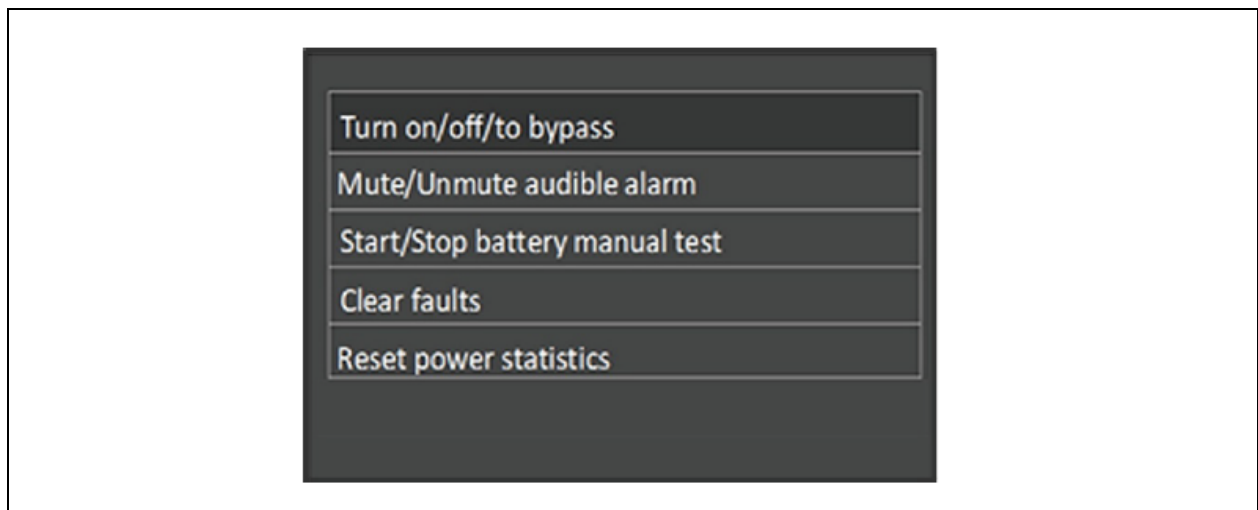 Turn on/off/to bypass
Mute/Unmute audible alarm
Start/Stop battery manual test
Clear faults
Reset power statistics